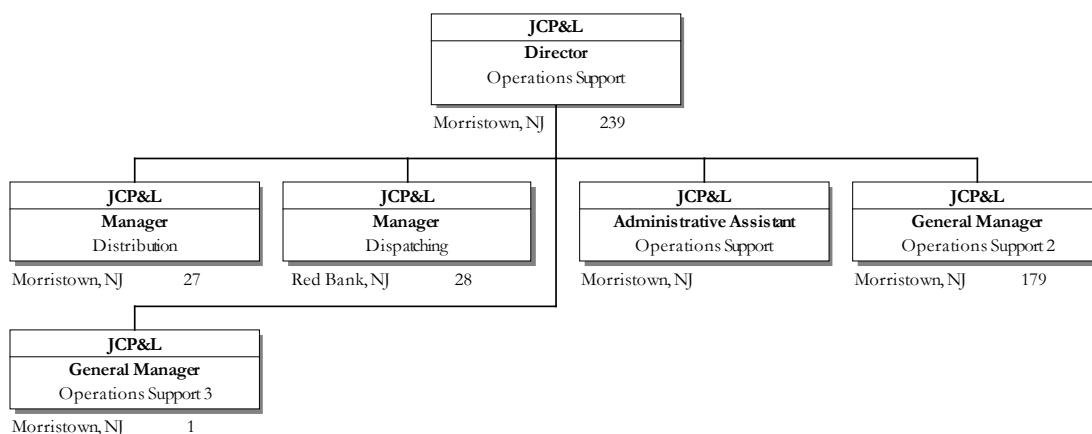 JCP&L
Director
Operations Support
Morristown, NJ 239
JCP&L
Manager
Distribution
Morristown, NJ 27
JCP&L
Manager
Dispatching
Red Bank, NJ 28
JCP&L
Administrative Assistant
Operations Support
Morristown, NJ
JCP&L
General Manager
Operations Support 2
Morristown, NJ 179
JCP&L
General Manager
Operations Support 3
Morristown, NJ 1